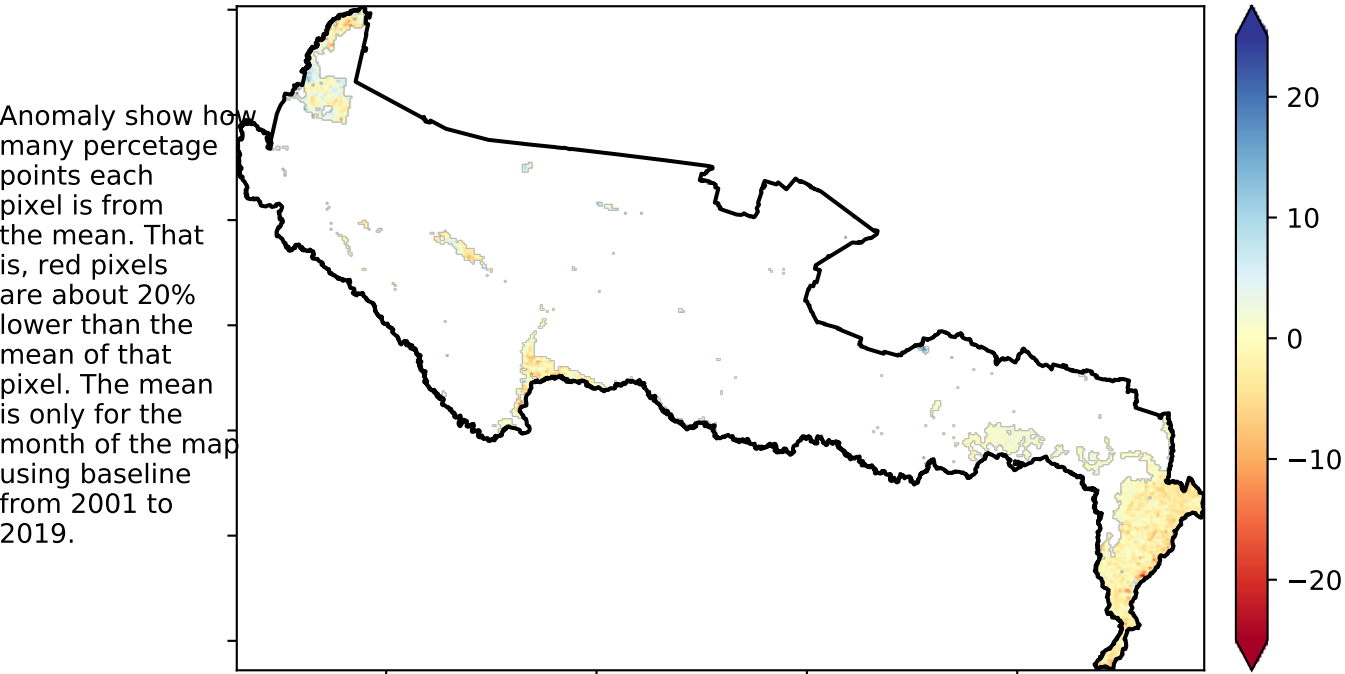 Anomaly show how
many percetage
points each
pixel is from
the mean. That
is, red pixels
are about 20%
lower than the
mean of that
pixel. The mean
is only for the
month of the map
using baseline
from 2001 to
2019.
20
10
0
−10
−20